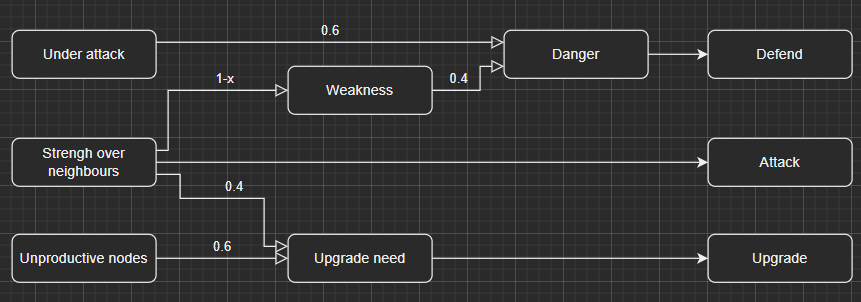 0.6
Under attack
Danger
Defend
1-x
Weakness
0.4
Strengh over
neighbours
Attack
0.4
0.6
Unproductive nodes
Upgrade need
Upgrade